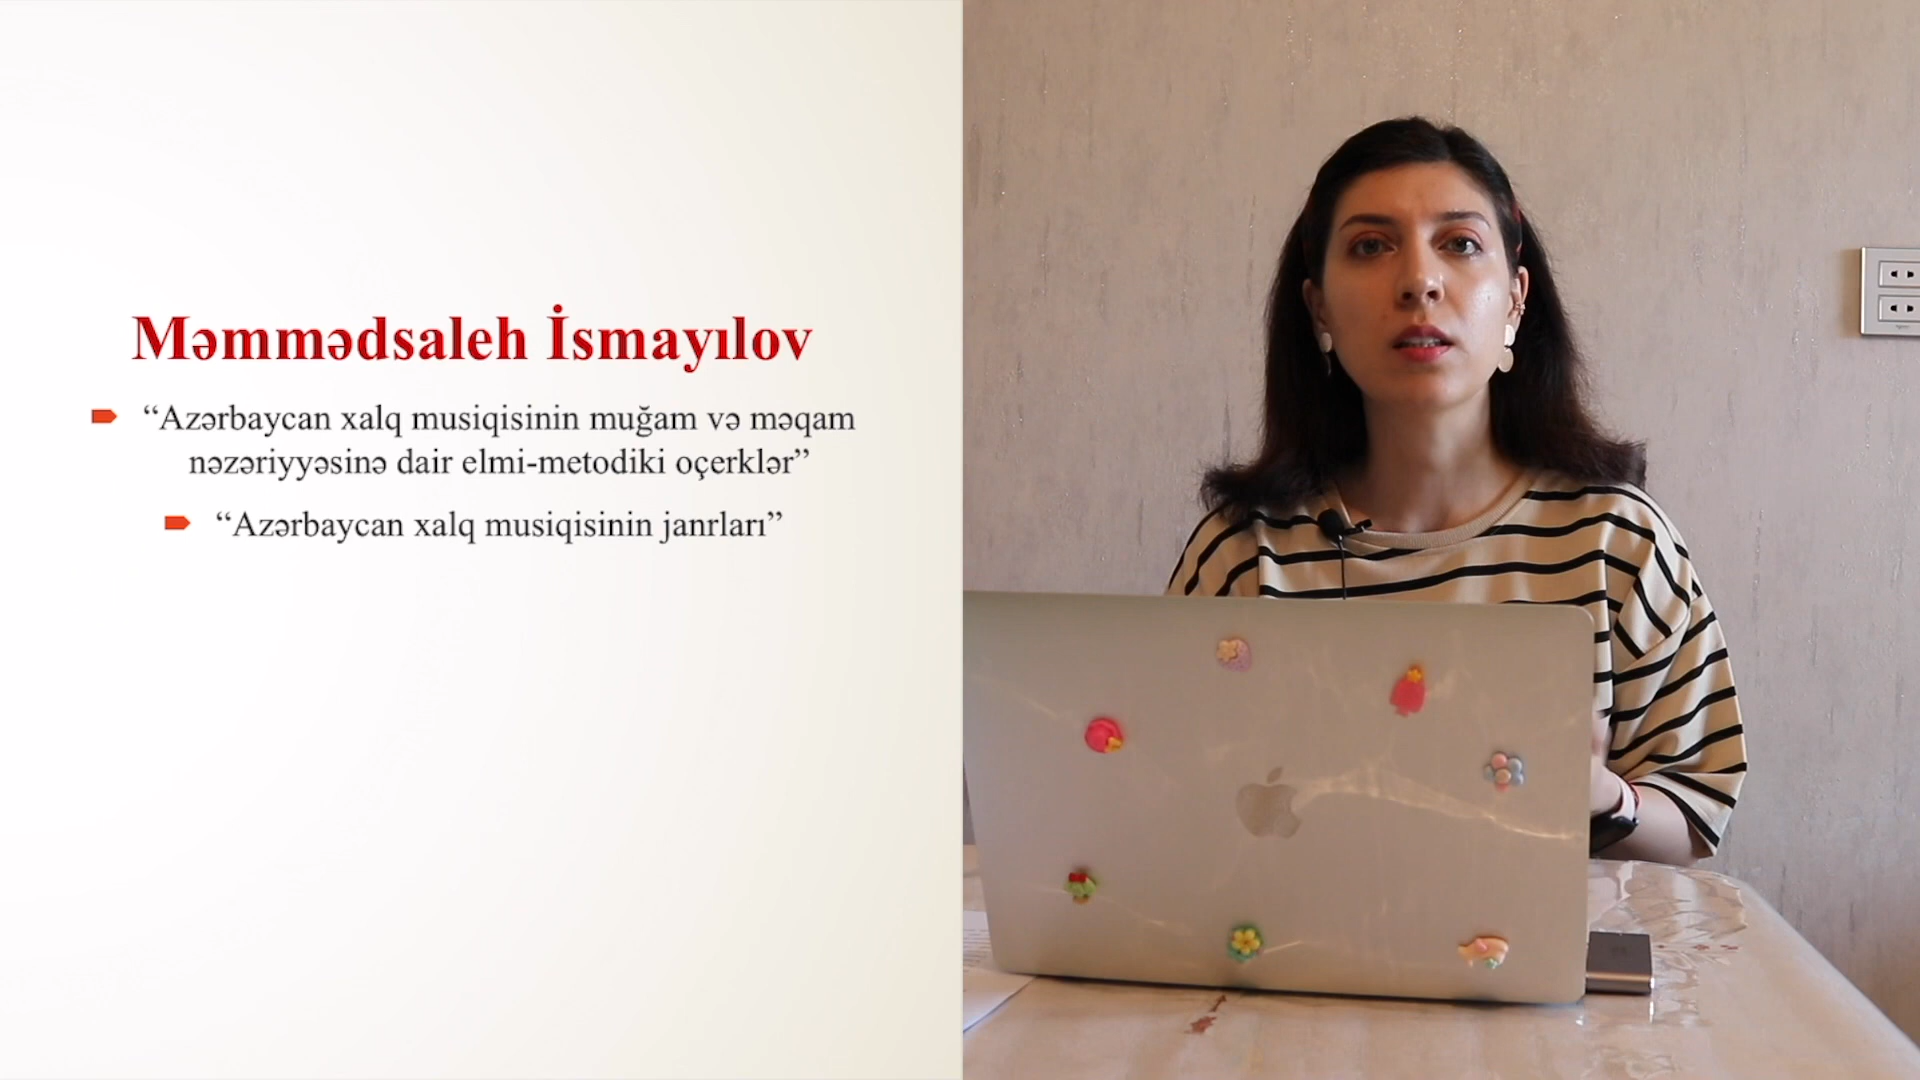 Məmmədsaleh İsmayılov
“Azərbaycan xalq musiqisinin muğam və məqam
nəzəriyyəsinə dair elmi-metodiki oçerklər”
“Azərbaycan xalq musiqisinin janrları”